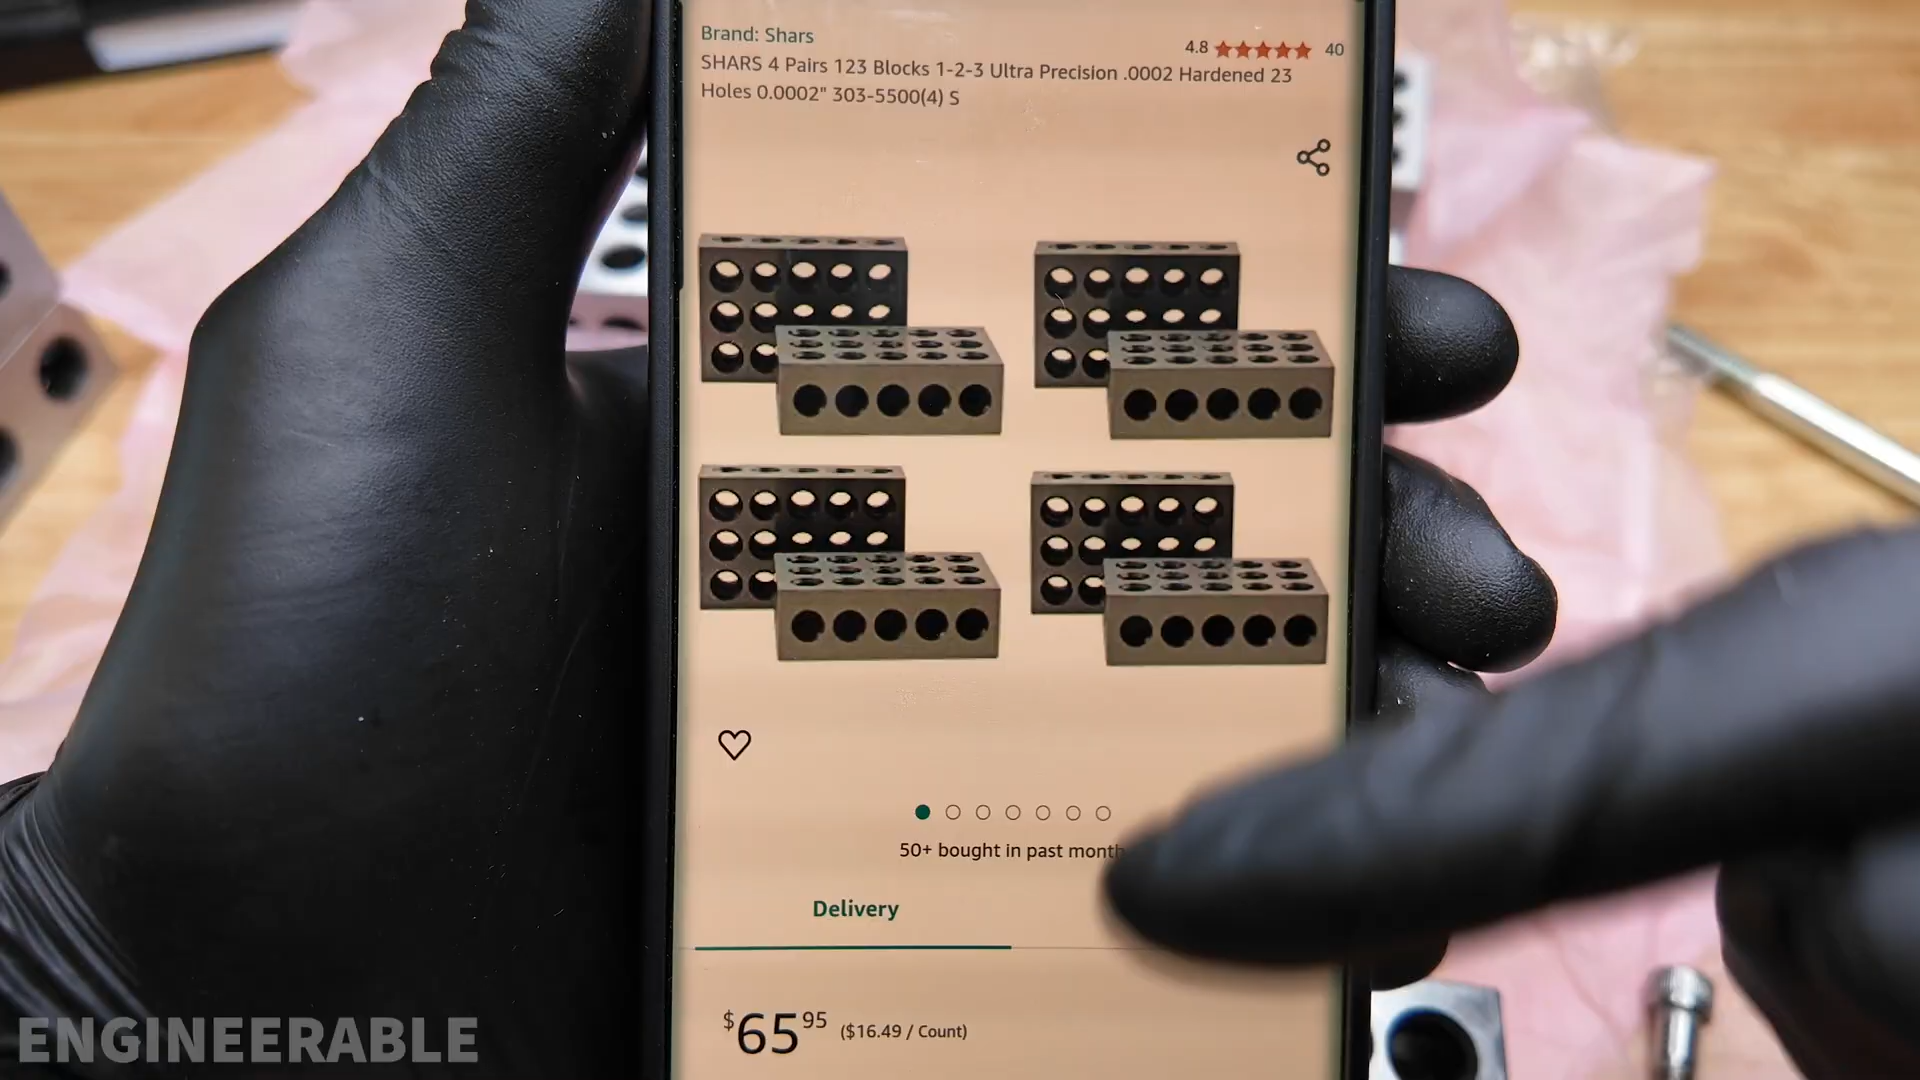 Brand: Shars
4.8 40
SHARS 4 Pairs 123 Blocks 1-2-3 Ultra Precision .0002 Hardened 23
Holes 0.0002" 303-5500(4) S
50+ bought in past month
Delivery
$65 95 ($16.49 / Count)
ENGINEERABLE